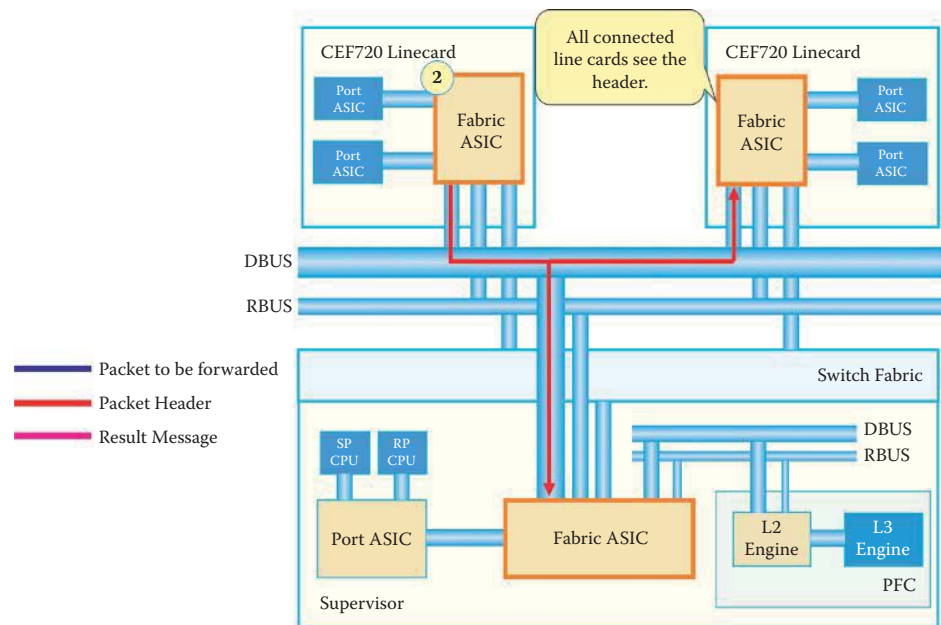 CEF720 Linecard
2
Port
ASIC
Port
ASIC
Fabric
ASIC
All connected
line cards see the
header.
CEF720 Linecard
Fabric
ASIC
Port
ASIC
Port
ASIC
DBUS
RBUS
Packet to be forwarded
Packet Header
Result Message
Switch Fabric
SP
CPU
RP
CPU
DBUS
RBUS
Port ASIC
Fabric ASIC
L2
Engine
L3
Engine
PFC
Supervisor